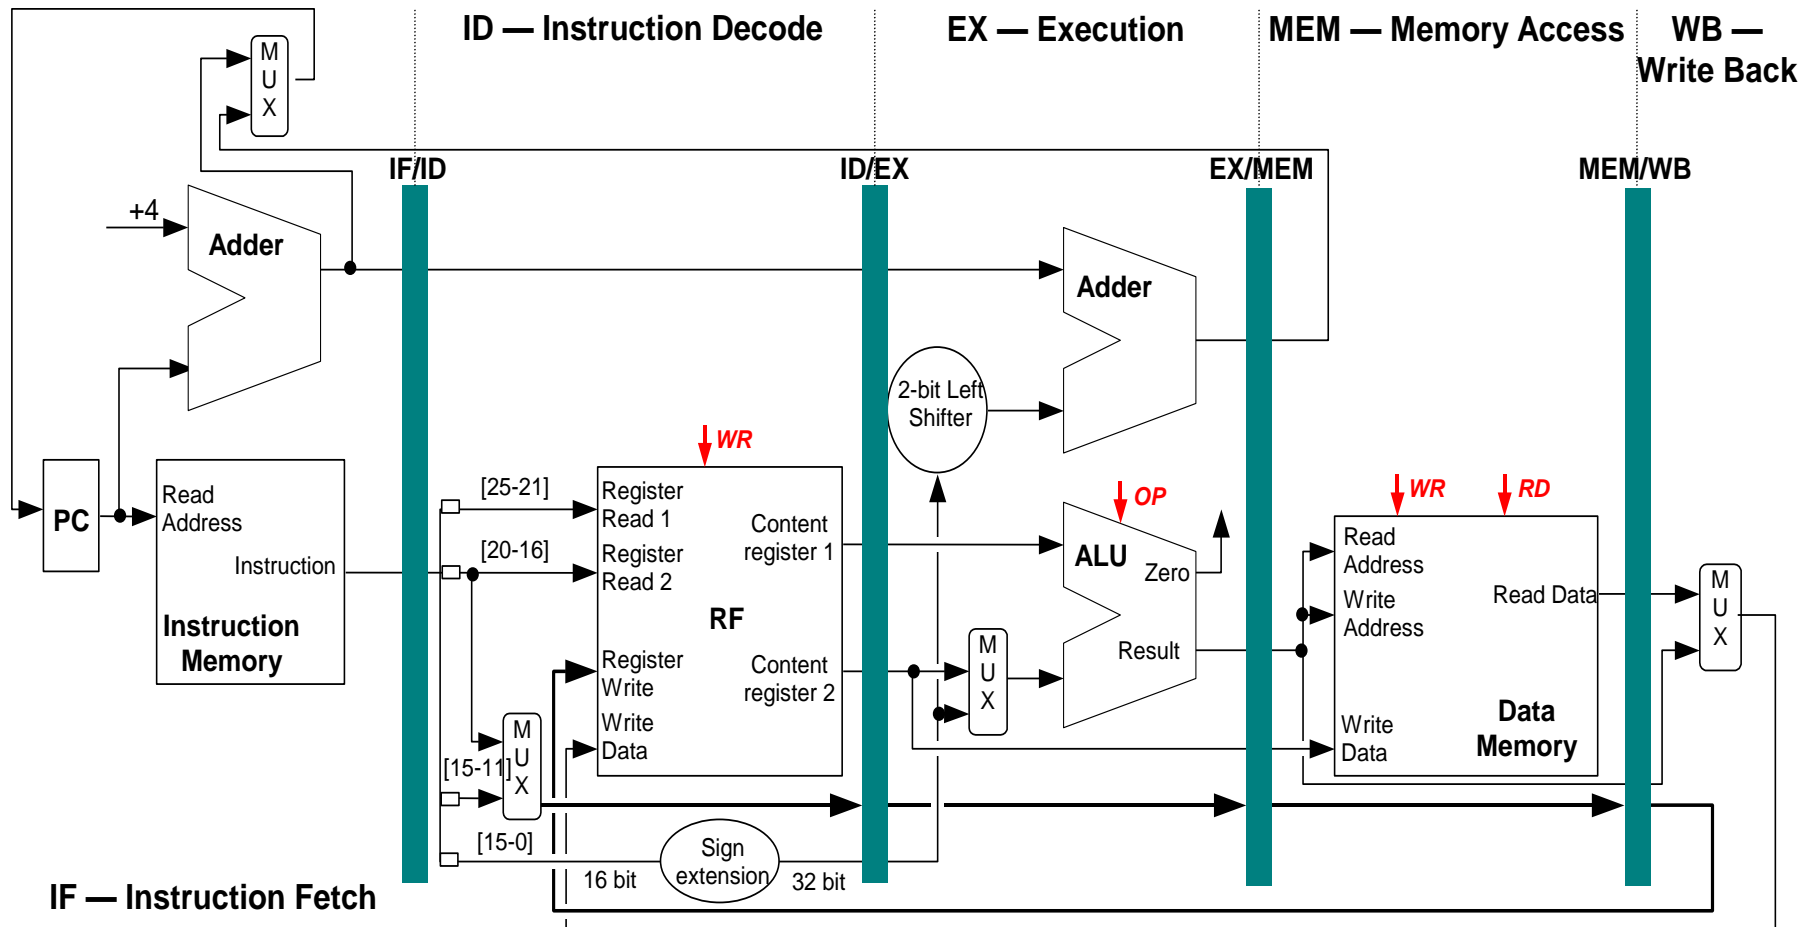 ID — Instruction Decode
EX — Execution
MEM — Memory Access
WB —
Write Back
M
U
X
IF/ID
ID/EX
EX/MEM
MEM/WB
+4
Adder
Adder
2-bit Left
Shifter
WR
PC
Read
Address
Instruction
Instruction
Memory
[25-21]
[20-16]
[15-11]
[15-0]
Register
Read 1
Register
Read 2
RF
Register
Write
Write
Data
Content
register 1
Content
register 2
M
U
X
16 bit
Sign
extension
32 bit
M
U
X
OP
ALU
Zero
Result
WR
RD
Read
Address
Write
Address
Write
Data
Read Data
Data
Memory
M
U
X
IF — Instruction Fetch